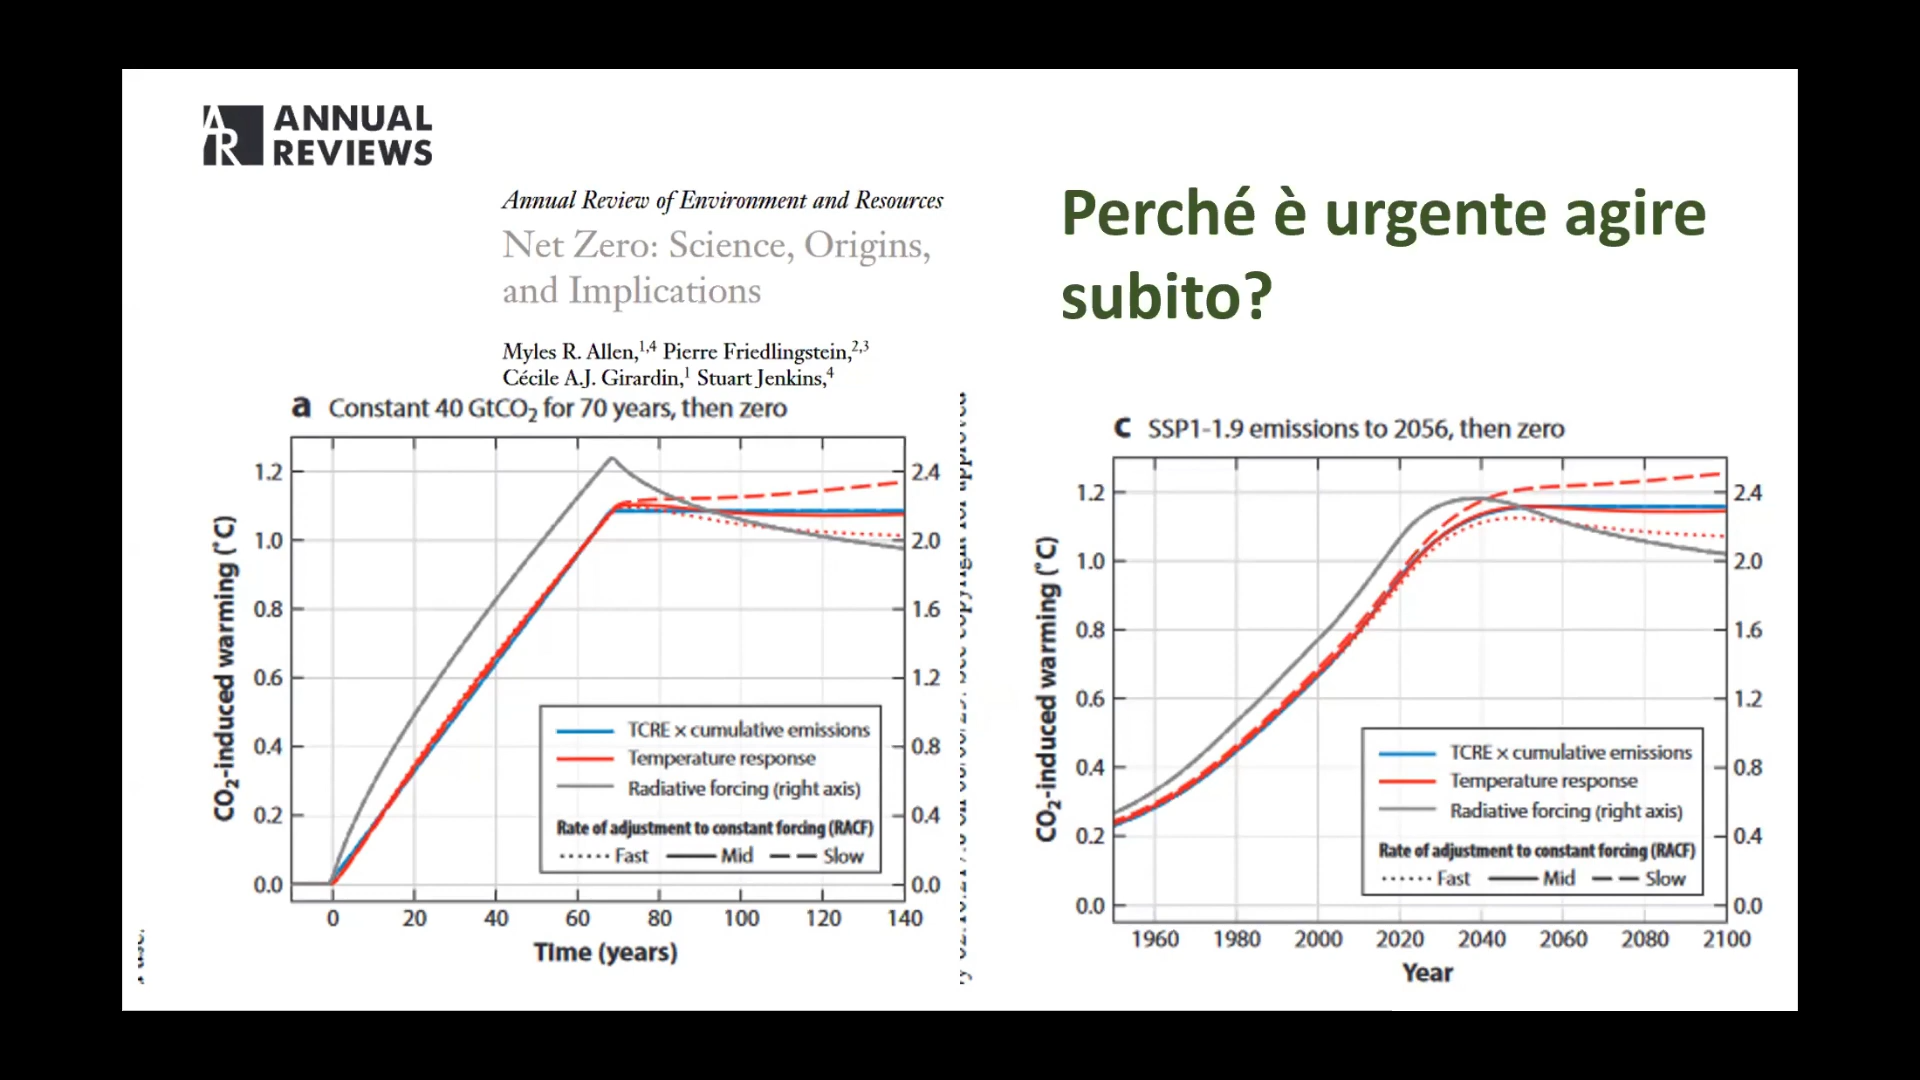 ANNUAL
REVIEWS
Annual Review of Environment and Resources
Net Zero: Science, Origins,
and Implications
Myles R. Allen,1,4 Pierre Friedlingstein,2,3
Cécile A.J. Girardin,1 Stuart Jenkins,4
Perché è urgente agire
subito?
a Constant 40 GtCO2 for 70 years, then zero
CO2-induced warming (°C)
1.2
1.0
0.8
0.6
0.4
0.2
0.0
2.4
2.0
1.6
1.2
0.8
0.4
0.0
TCRE × cumulative emissions
Temperature response
Radiative forcing (right axis)
Rate of adjustment to constant forcing (RACF)
Fast Mid Slow
0 20 40 60 80 100 120 140
Time (years)
c SSP1-1.9 emissions to 2056, then zero
CO2-induced warming (°C)
1.2
1.0
0.8
0.6
0.4
0.2
0.0
2.4
2.0
1.6
1.2
0.8
0.4
0.0
TCRE × cumulative emissions
Temperature response
Radiative forcing (right axis)
Rate of adjustment to constant forcing (RACF)
Fast Mid Slow
1960 1980 2000 2020 2040 2060 2080 2100
Year